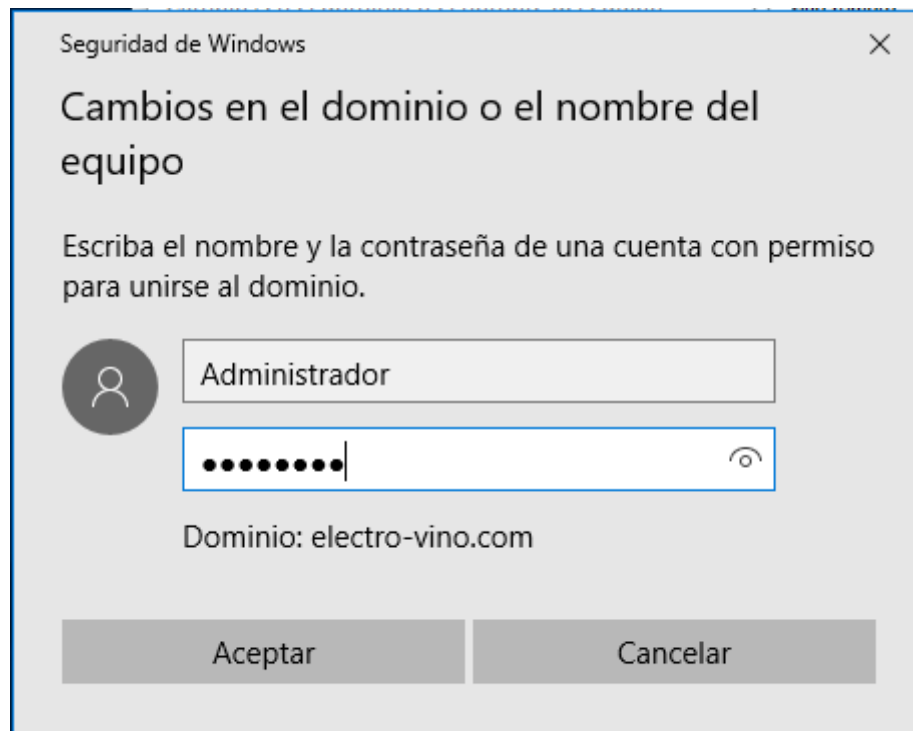 Seguridad de Windows
Cambios en el dominio o el nombre del
equipo
Escriba el nombre y la contraseña de una cuenta con permiso
para unirse al dominio.
Administrador
••••••••
Dominio: electro-vino.com
Aceptar
Cancelar